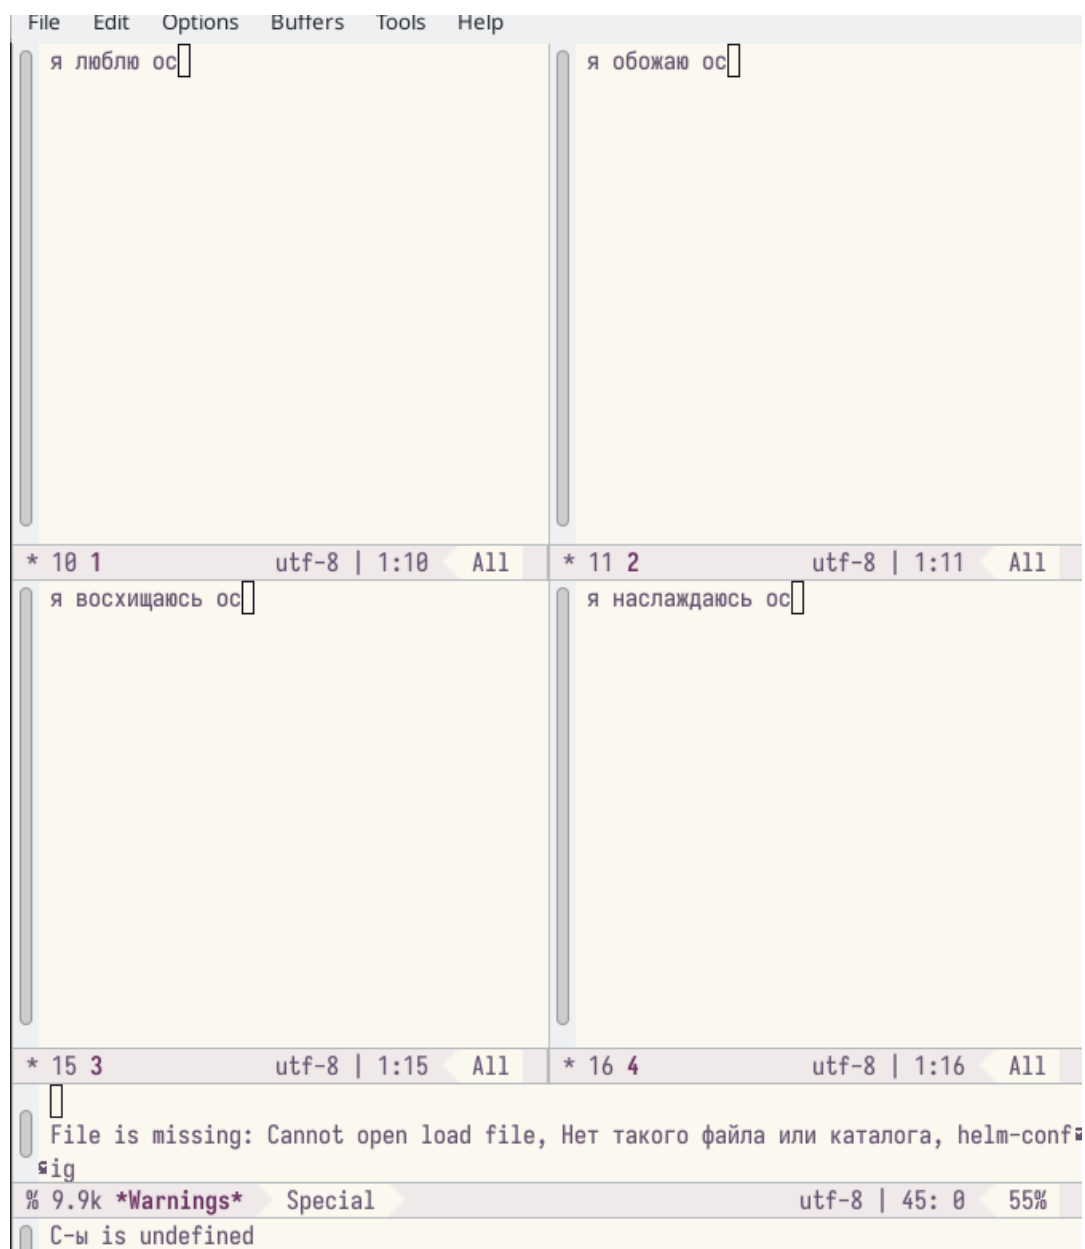 File Edit Options Buffers Tools Help
я люблю ос
я обожаю ос
* 10 1 utf-8 | 1:10 All
* 11 2 utf-8 | 1:11 All
я восхищаюсь ос
я наслаждаюсь ос
* 15 3 utf-8 | 1:15 All
* 16 4 utf-8 | 1:16 All
File is missing: Cannot open load file, Нет такого файла или каталога, helm-conf
ig
% 9.9k *Warnings* Special utf-8 | 45: 0 55%
C-ы is undefined